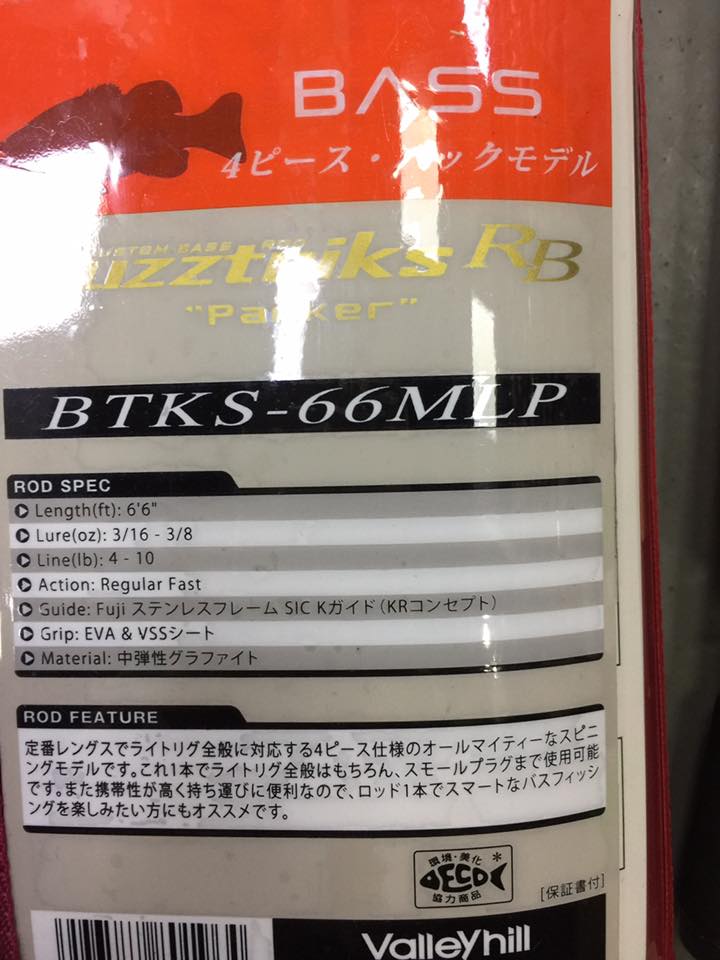 BASS
4ピース・パックモデル
RB
BTKS-66MLP
ROD SPEC
Length(ft): 6'6"
Lure(oz): 3/16 - 3/8
Line(lb): 4 - 10
Action: Regular Fast
Guide: Fuji ステンレスフレーム SIC Kガイド(KRコンセプト)
Grip: EVA & VSSシート
Material: 中弾性グラファイト
ROD FEATURE
定番レングスでライトリグ全般に対応する4ピース仕様のオールマイティーなスピニ
ングモデルです。これ1本でライトリグ全般はもちろん、スモールプラグまで使用可能
です。また携帯性が高く持ち運びに便利なので、ロッド1本でスマートなバスフィッシ
ングを楽しみたい方にもオススメです。
環境・美化
ECO
協力商品
[保証書付]
Valleyhill